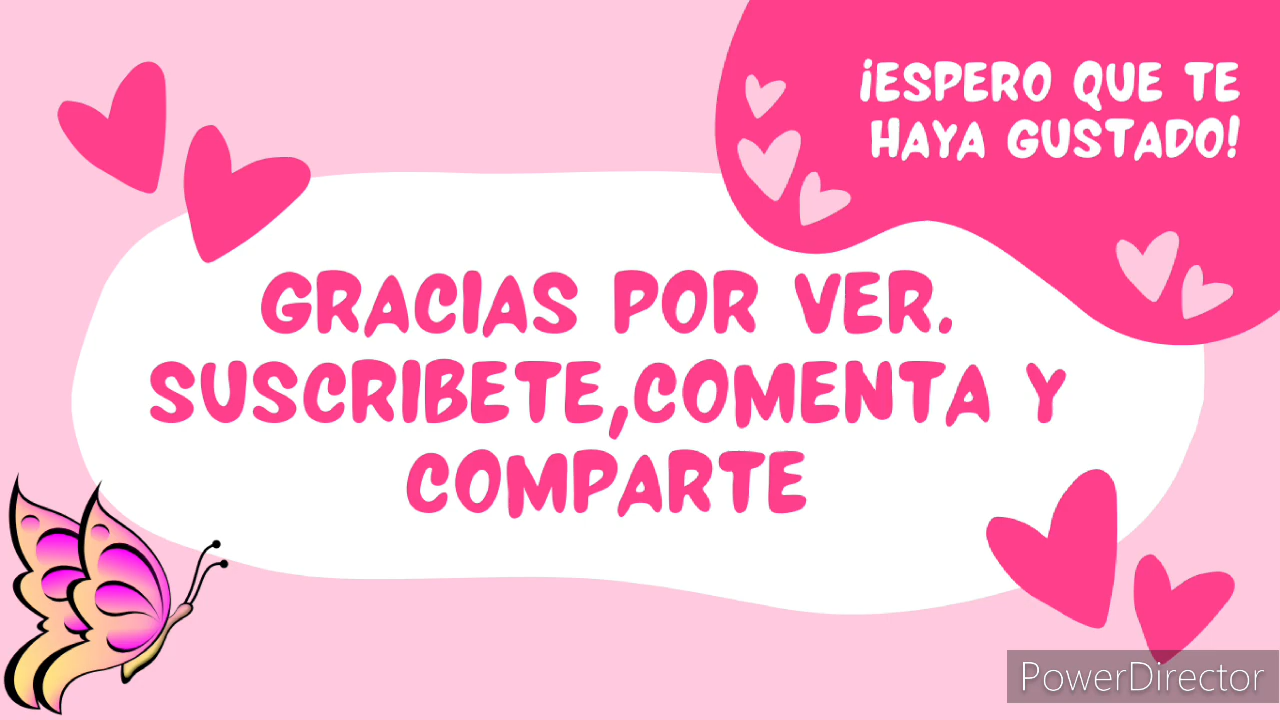 ¡ESPERO QUE TE
HAYA GUSTADO!
GRACIAS POR VER.
SUSCRIBETE,COMENTA Y
COMPARTE
PowerDirector